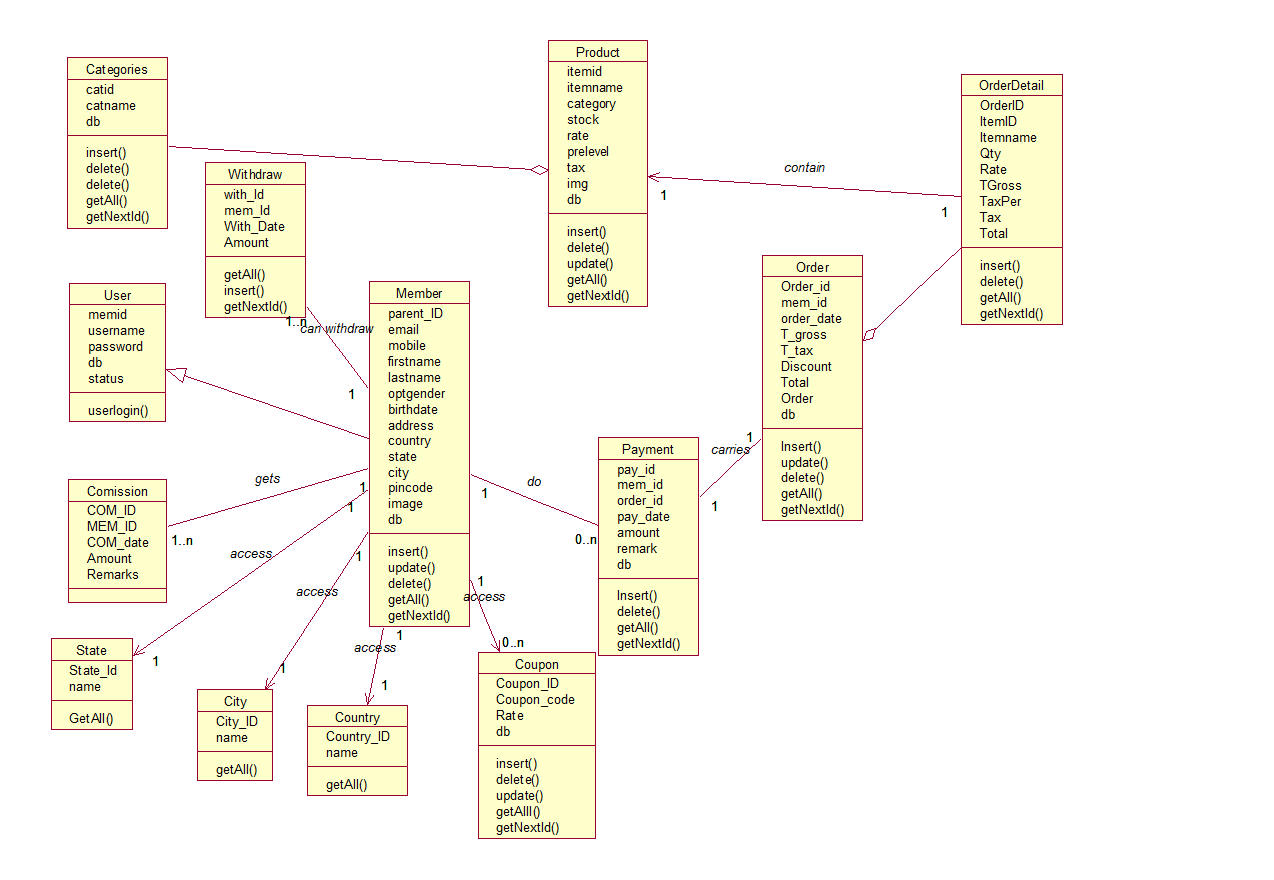 Categories
catid
catname
db
insert()
delete()
delete()
getAll()
getNextId()
Product
itemid
itemname
category
stock
rate
prelevel
tax
img
db
insert()
delete()
update()
getAll()
getNextId()
OrderDetail
OrderID
ItemID
Itemname
Qty
Rate
TGross
TaxPer
Tax
Total
insert()
delete()
getAll()
getNextId()
contain
1
1
Withdraw
with_Id
mem_Id
With_Date
Amount
getAll()
insert()
getNextId()
1..n
can withdraw
1
User
memid
username
password
db
status
userlogin()
Member
parent_ID
email
mobile
firstname
lastname
optgender
birthdate
address
country
state
city
pincode
image
db
insert()
update()
delete()
getAll()
getNextId()
Order
Order_id
mem_id
order_date
T_gross
T_tax
Discount
Total
Order
db
Insert()
update()
delete()
getAll()
getNextId()
Payment
pay_id
mem_id
order_id
pay_date
amount
remark
db
Insert()
delete()
getAll()
getNextId()
carries
1
1
do
1
0..n
Comission
COM_ID
MEM_ID
COM_date
Amount
Remarks
gets
1
1..n
access
1
1
access
1
1
access
1
1
access
1
0..n
State
State_Id
name
GetAll()
City
City_ID
name
getAll()
Country
Country_ID
name
getAll()
Coupon
Coupon_ID
Coupon_code
Rate
db
insert()
delete()
update()
getAlll()
getNextId()